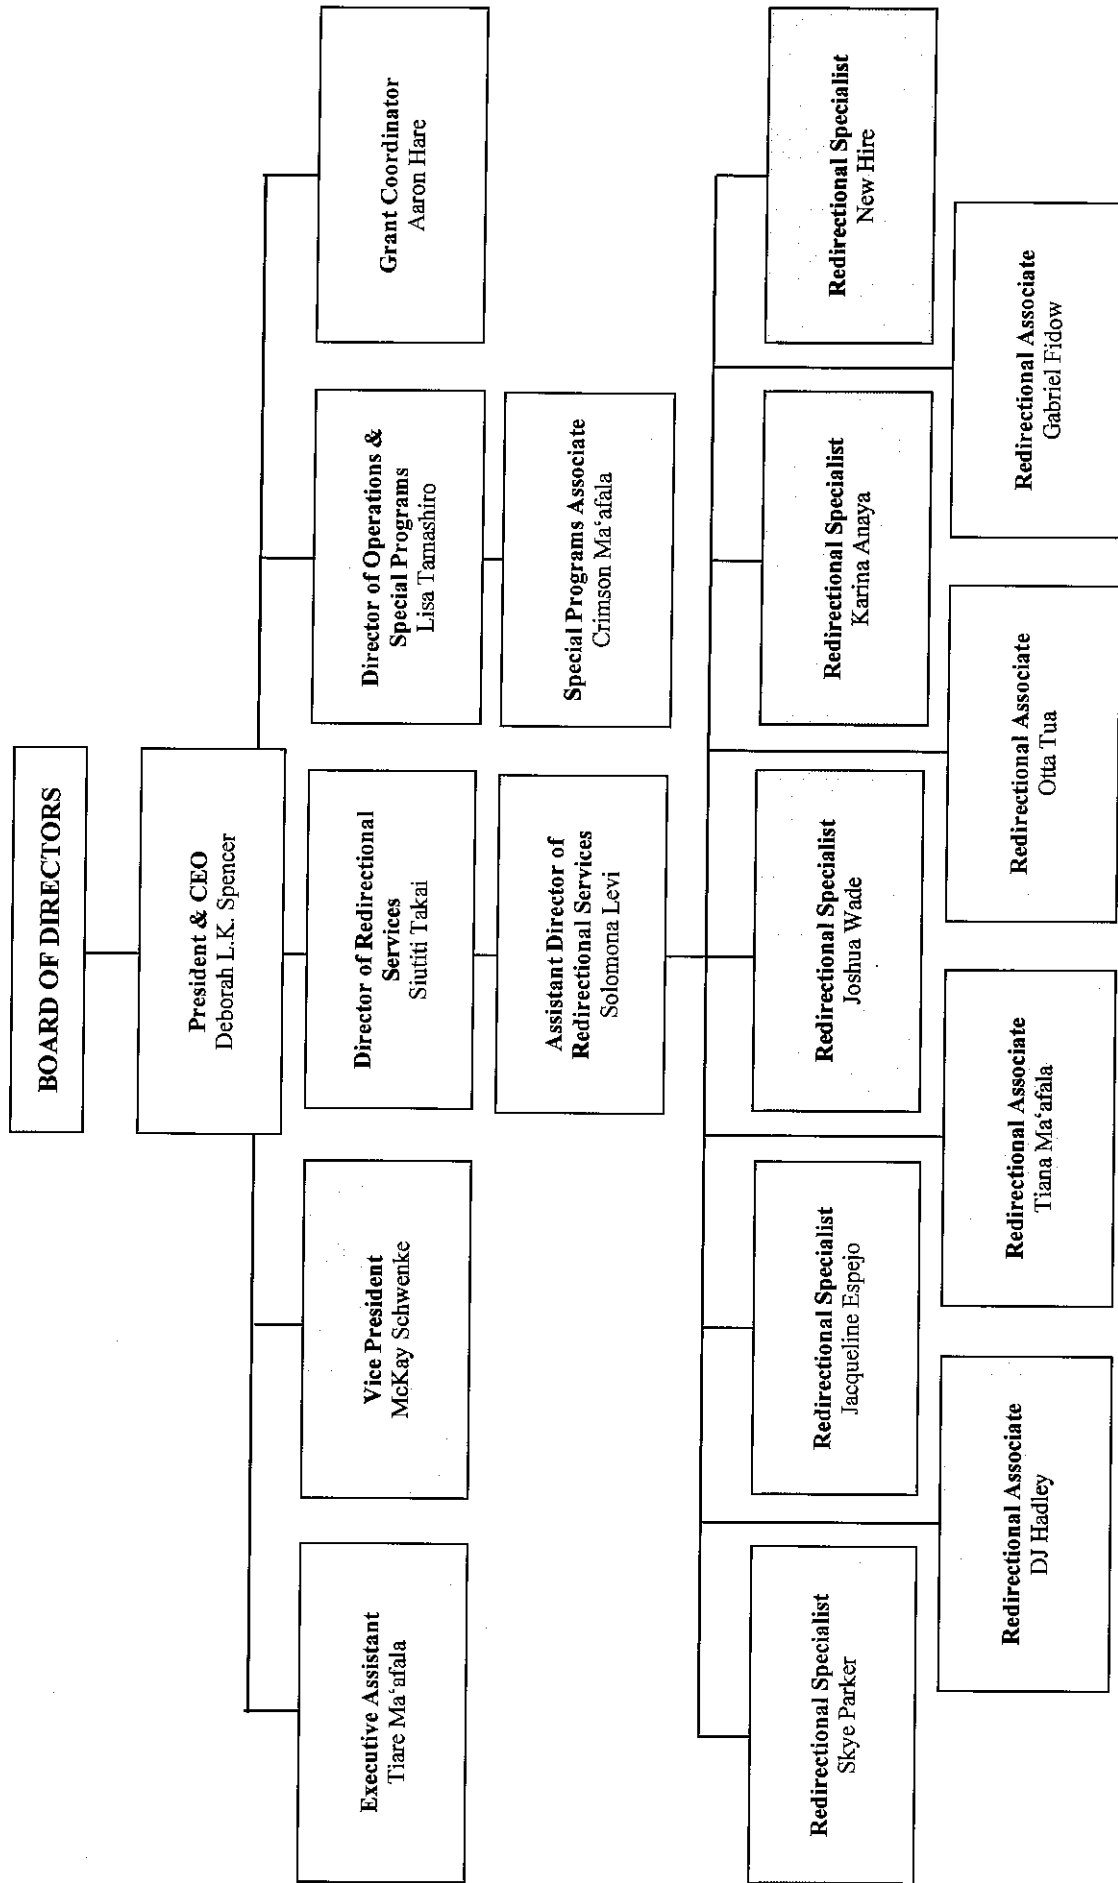 BOARD OF DIRECTORS
President & CEO
Deborah L.K. Spencer
Executive Assistant
Tiare Ma‘afala
Vice President
McKay Schwenke
Director of Redirectional
Services
Siutiti Takai
Director of Operations &
Special Programs
Lisa Tamashiro
Grant Coordinator
Aaron Hare
Assistant Director of
Redirectional Services
Solomona Levi
Special Programs Associate
Crimson Ma‘afala
Redirectional Specialist
Skye Parker
Redirectional Specialist
Jacqueline Espejo
Redirectional Specialist
Joshua Wade
Redirectional Specialist
Karina Anaya
Redirectional Specialist
New Hire
Redirectional Associate
DJ Hadley
Redirectional Associate
Tiana Ma‘afala
Redirectional Associate
Otta Tua
Redirectional Associate
Gabriel Fidow